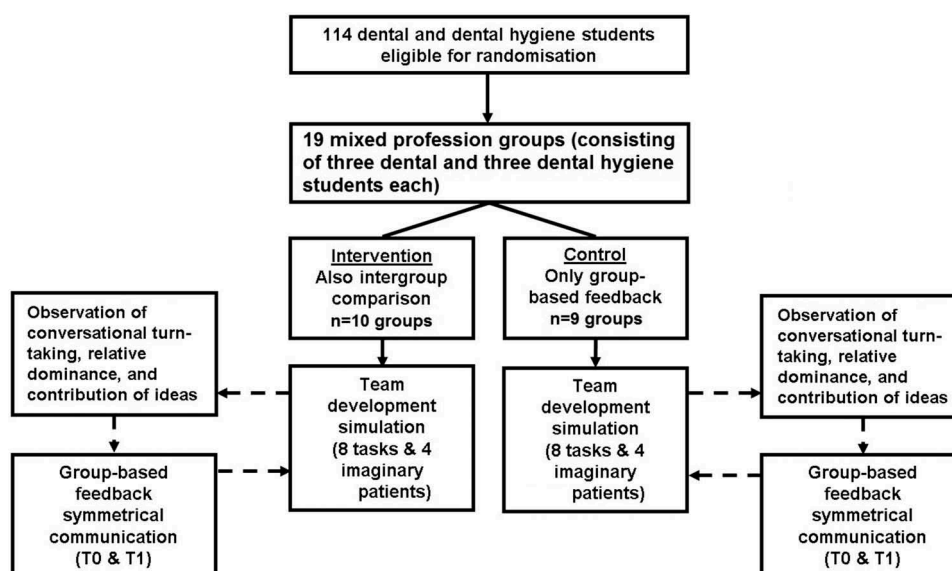 114 dental and dental hygiene students
eligible for randomisation
19 mixed profession groups (consisting
of three dental and three dental hygiene
students each)
Intervention
Also intergroup
comparison
n=10 groups
Control
Only group-
based feedback
n=9 groups
Observation of
conversational turn-
taking, relative
dominance, and
contribution of ideas
Team
development
simulation
(8 tasks & 4
imaginary
patients)
Team
development
simulation
(8 tasks & 4
imaginary
patients)
Observation of
conversational turn-
taking, relative
dominance, and
contribution of ideas
Group-based
feedback
symmetrical
communication
(T0 & T1)
Group-based
feedback
symmetrical
communication
(T0 & T1)